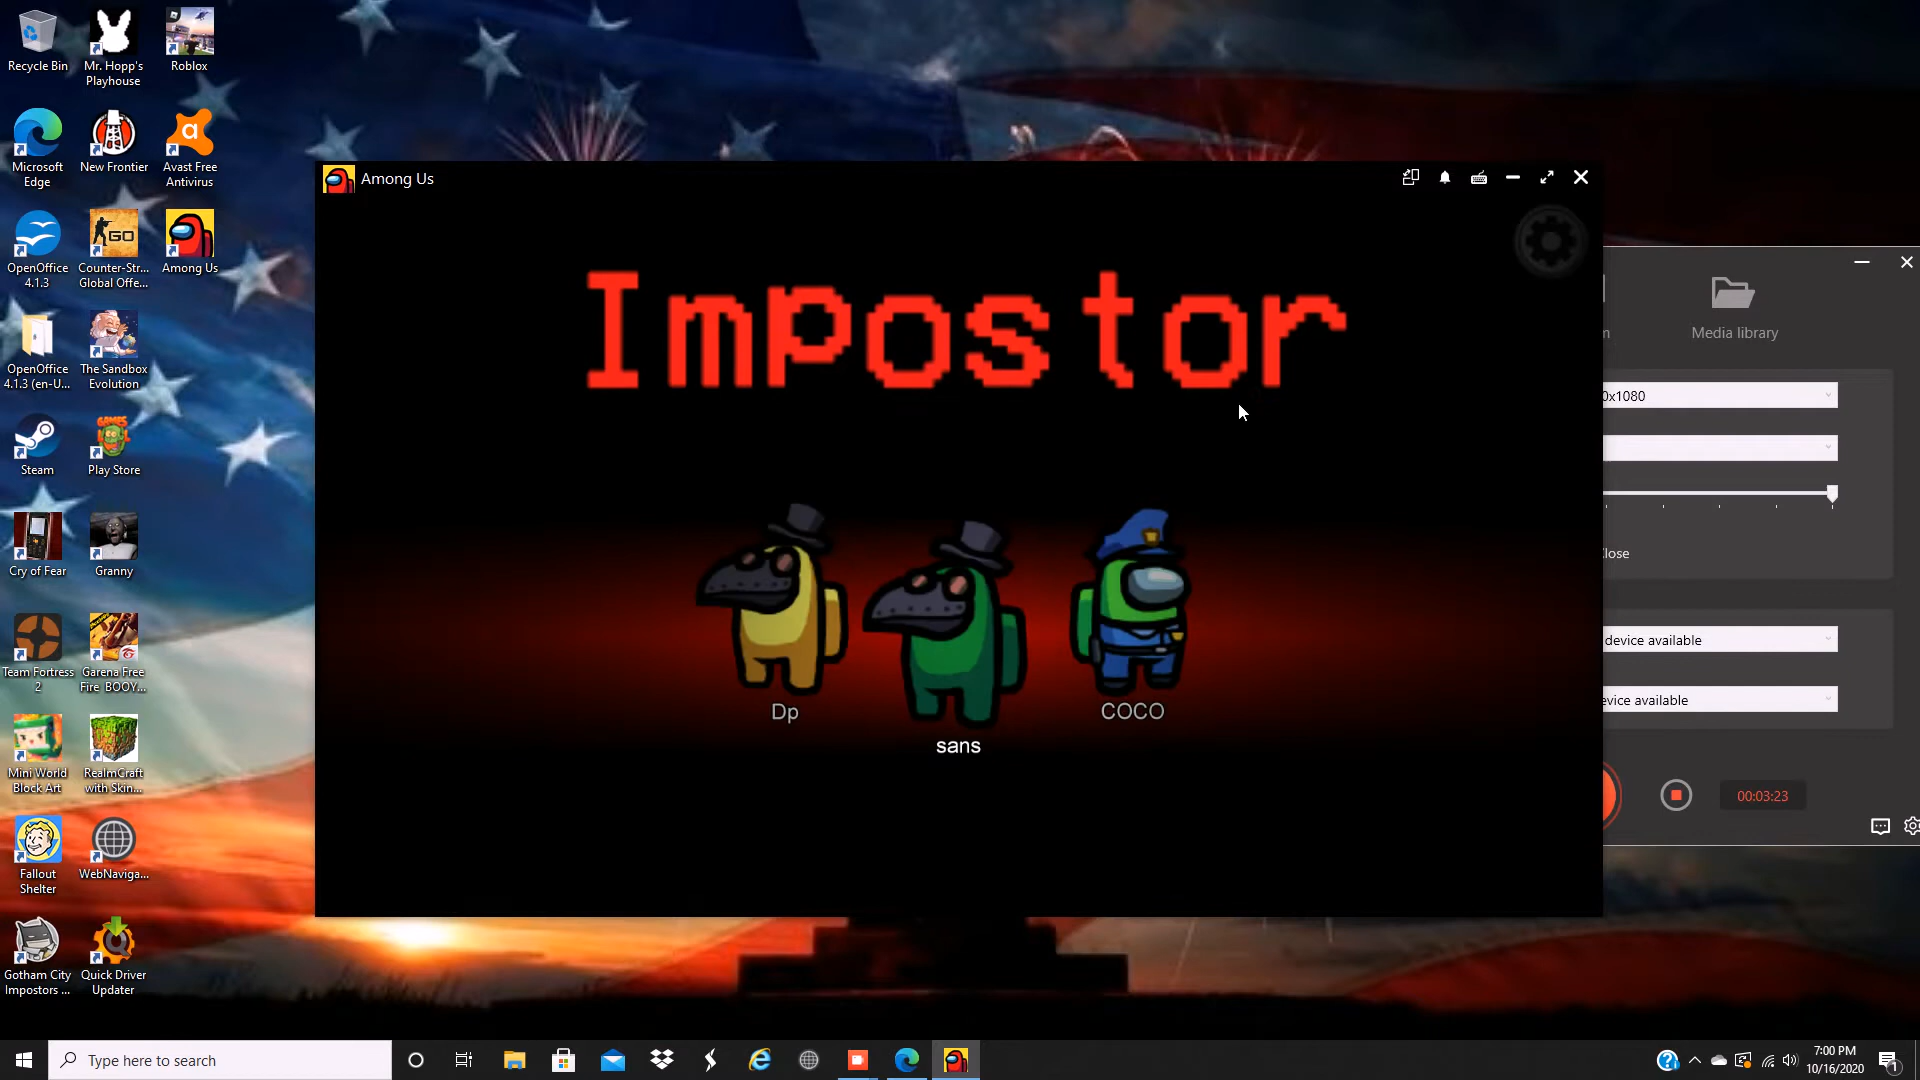 Recycle Bin
Mr. Hopp's
Playhouse
Roblox
Microsoft
Edge
New Frontier
Avast Free
Antivirus
OpenOffice
4.1.3
GO
Counter-Str...
Global Offe...
Among Us
OpenOffice
4.1.3 (en-U...
The Sandbox
Evolution
Steam
Play Store
Cry of Fear
Granny
Team Fortress
2
Garena Free
Fire BOOY...
Mini World
Block Art
RealmCraft
with Skin...
Fallout
Shelter
WebNaviga...
Gotham City
Impostors ...
Quick Driver
Updater
Among Us
Impostor
Dp
sans
COCO
Media library
0x1080
Close
device available
evice available
00:03:23
Type here to search
7:00 PM
10/16/2020
1